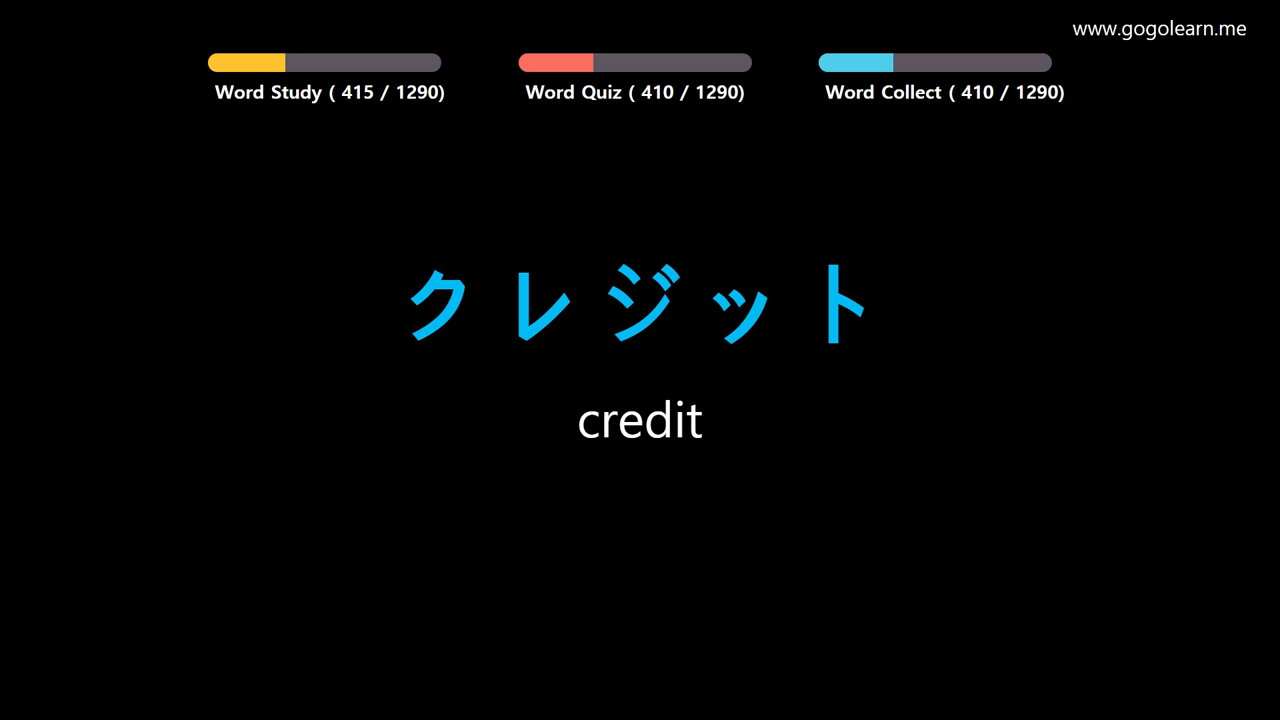 www.gogolearn.me
Word Study ( 415 / 1290)
Word Quiz ( 410 / 1290)
Word Collect ( 410 / 1290)
クレジット
credit